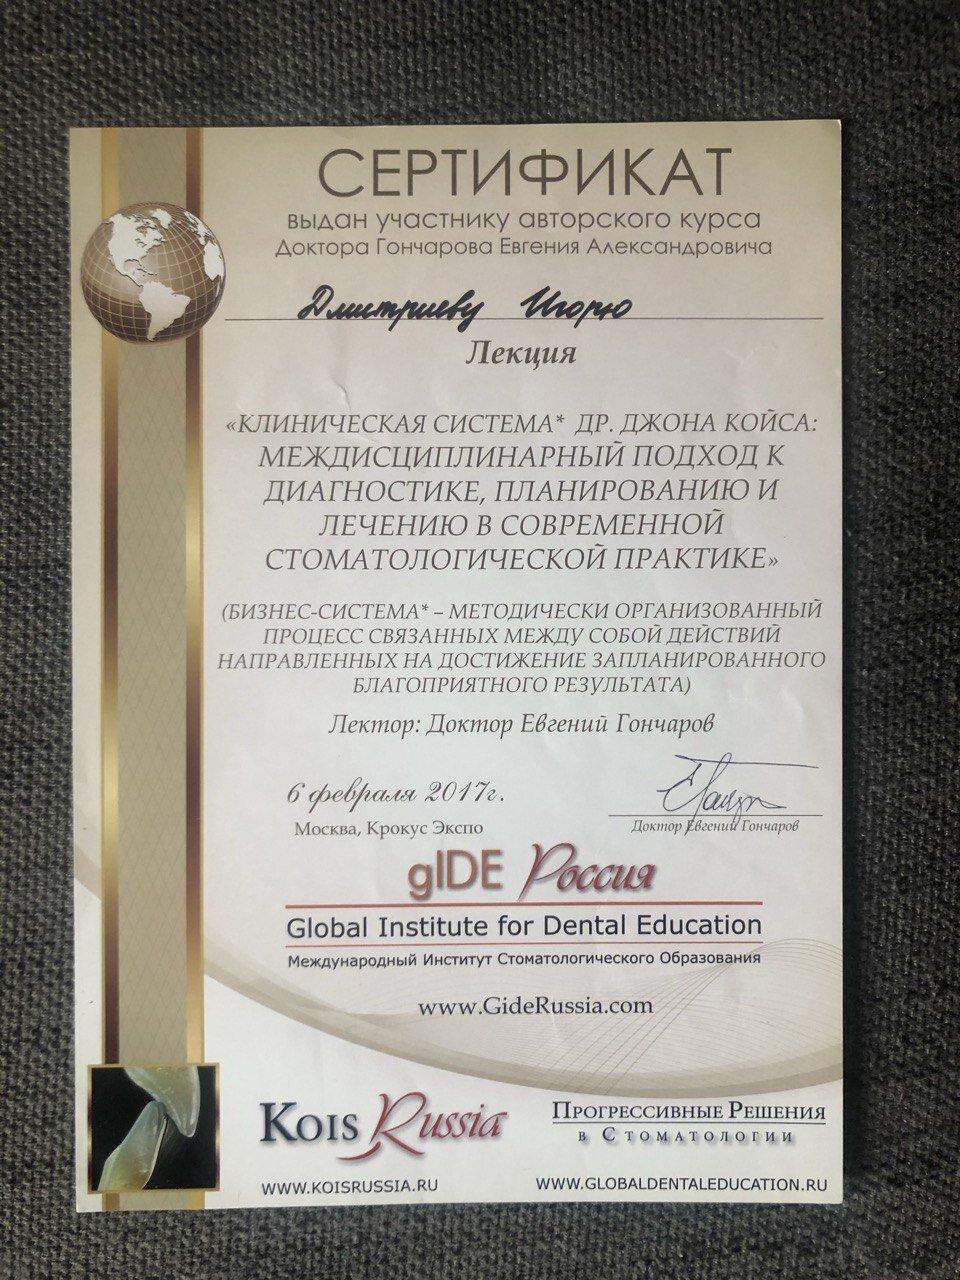 СЕРТИФИКАТ
выдан участнику авторского курса
Доктора Гончарова Евгения Александровича
Дмитриеву Игорю
Лекция
«КЛИНИЧЕСКАЯ СИСТЕМА* ДР. ДЖОНА КОЙСА:
МЕЖДИСЦИПЛИНАРНЫЙ ПОДХОД К
ДИАГНОСТИКЕ, ПЛАНИРОВАНИЮ И
ЛЕЧЕНИЮ В СОВРЕМЕННОЙ
СТОМАТОЛОГИЧЕСКОЙ ПРАКТИКЕ»
(БИЗНЕС-СИСТЕМА* – МЕТОДИЧЕСКИ ОРГАНИЗОВАННЫЙ
ПРОЦЕСС СВЯЗАННЫХ МЕЖДУ СОБОЙ ДЕЙСТВИЙ
НАПРАВЛЕННЫХ НА ДОСТИЖЕНИЕ ЗАПЛАНИРОВАННОГО
БЛАГОПРИЯТНОГО РЕЗУЛЬТАТА)
Лектор: Доктор Евгений Гончаров
6 февраля 2017г.
Москва, Крокус Экспо
Доктор Евгений Гончаров
gIDE Россия
Global Institute for Dental Education
Международный Институт Стоматологического Образования
www.GideRussia.com
KOIS Russia
ПРОГРЕССИВНЫЕ РЕШЕНИЯ
В СТОМАТОЛОГИИ
WWW.KOISRUSSIA.RU
WWW.GLOBALDENTALEDUCATION.RU